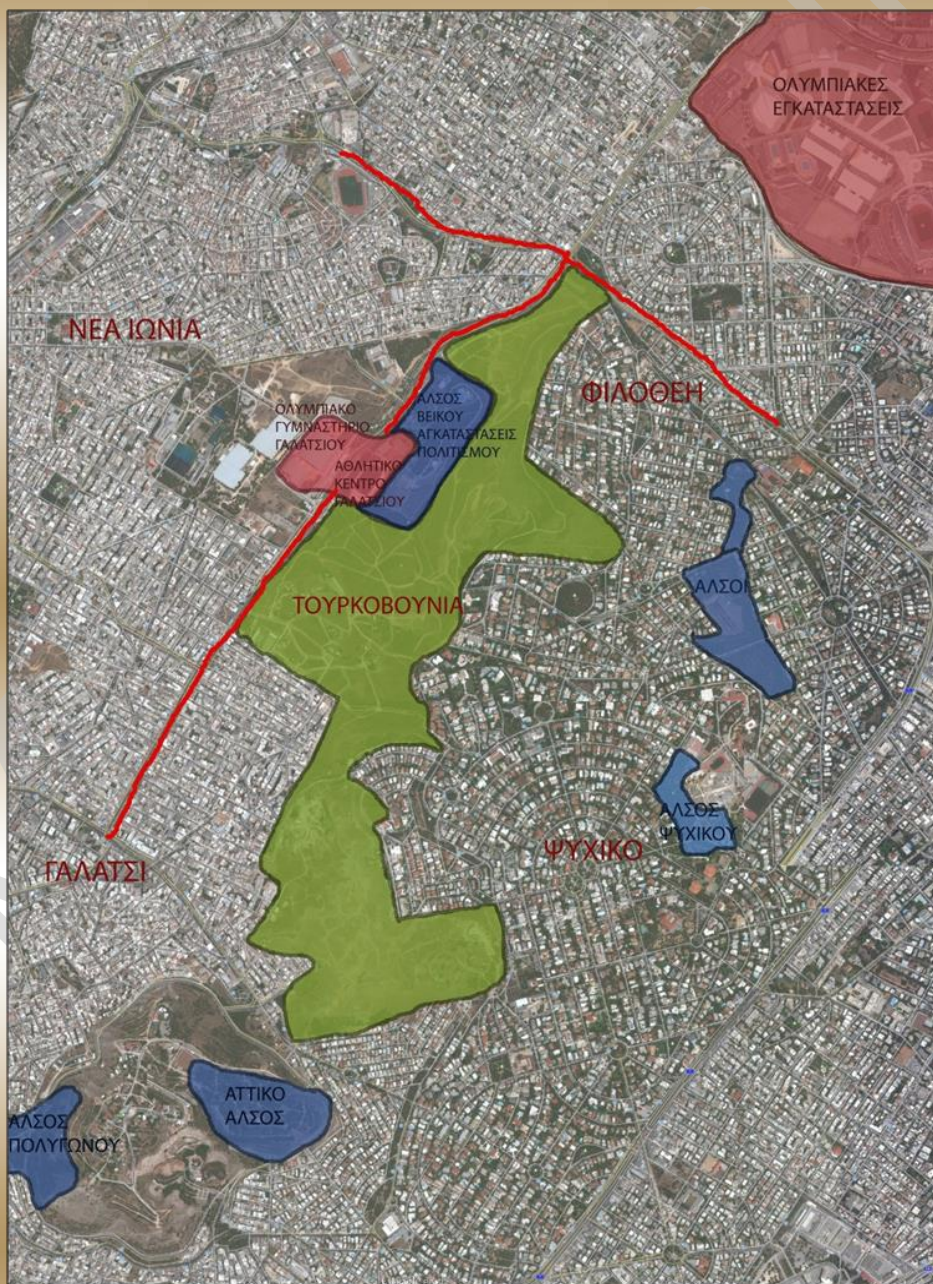 ΟΛΥΜΠΙΑΚΕΣ
ΕΓΚΑΤΑΣΤΑΣΕΙΣ
ΝΕΑ ΙΩΝΙΑ
ΦΙΛΟΘΕΗ
ΑΛΣΟΣ
ΒΕΙΚΟΥ
ΑΓΚΑΤΑΣΤΑΣΕΙΣ
ΠΟΛΙΤΙΣΜΟΥ
ΟΛΥΜΠΙΑΚΟ
ΓΥΜΝΑΣΤΗΡΙΟ
ΓΑΛΑΤΣΙΟΥ
ΑΘΛΗΤΙΚΟ
ΚΕΝΤΡΟ
ΓΑΛΑΤΣΙΟΥ
ΑΛΣΟΙ
ΤΟΥΡΚΟΒΟΥΝΙΑ
ΑΛΣΟΣ
ΨΥΧΙΚΟΥ
ΨΥΧΙΚΟ
ΓΑΛΑΤΣΙ
ΑΤΤΙΚΟ
ΑΛΣΟΣ
ΑΛΣΟΣ
ΠΟΛΥΓΩΝΟΥ